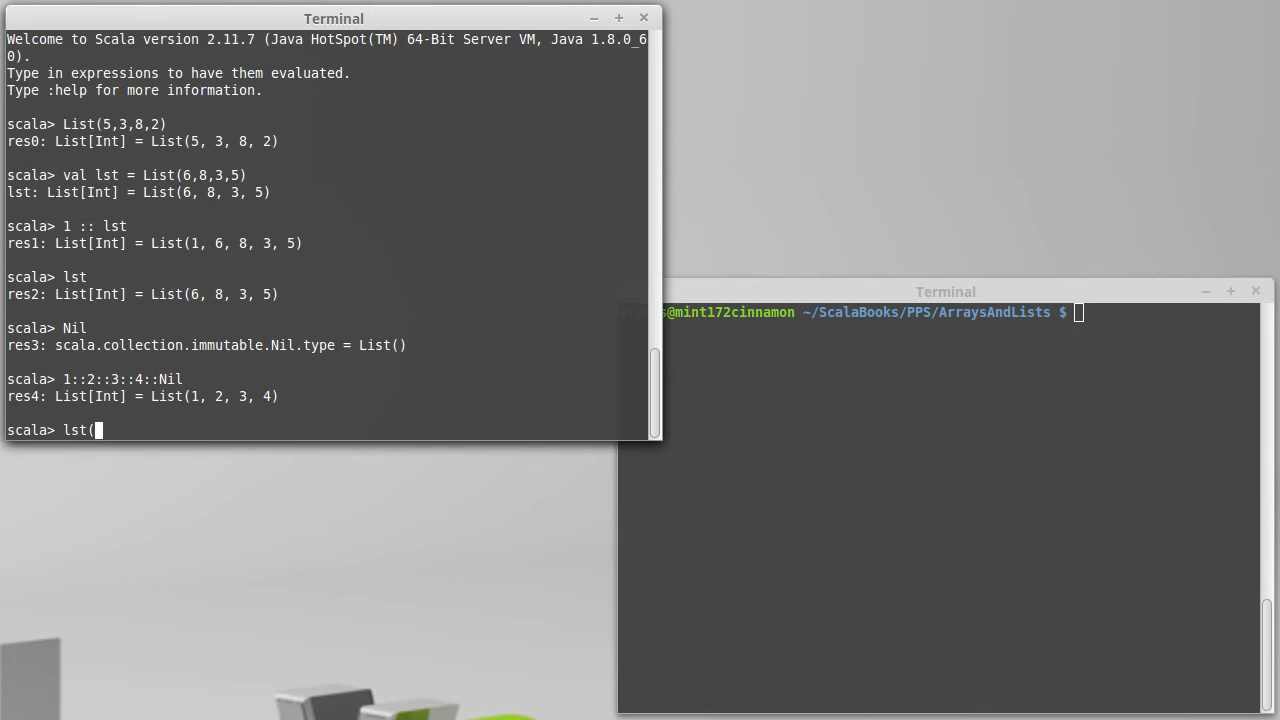 Terminal
Welcome to Scala version 2.11.7 (Java HotSpot(TM) 64-Bit Server VM, Java 1.8.0_6
0).
Type in expressions to have them evaluated.
Type :help for more information.
scala> List(5,3,8,2)
res0: List[Int] = List(5, 3, 8, 2)
scala> val lst = List(6,8,3,5)
lst: List[Int] = List(6, 8, 3, 5)
scala> 1 :: lst
res1: List[Int] = List(1, 6, 8, 3, 5)
scala> lst
res2: List[Int] = List(6, 8, 3, 5)
scala> Nil
res3: scala.collection.immutable.Nil.type = List()
scala> 1::2::3::4::Nil
res4: List[Int] = List(1, 2, 3, 4)
scala> lst(
Terminal
@mint172cinnamon ~/ScalaBooks/PPS/ArraysAndLists $